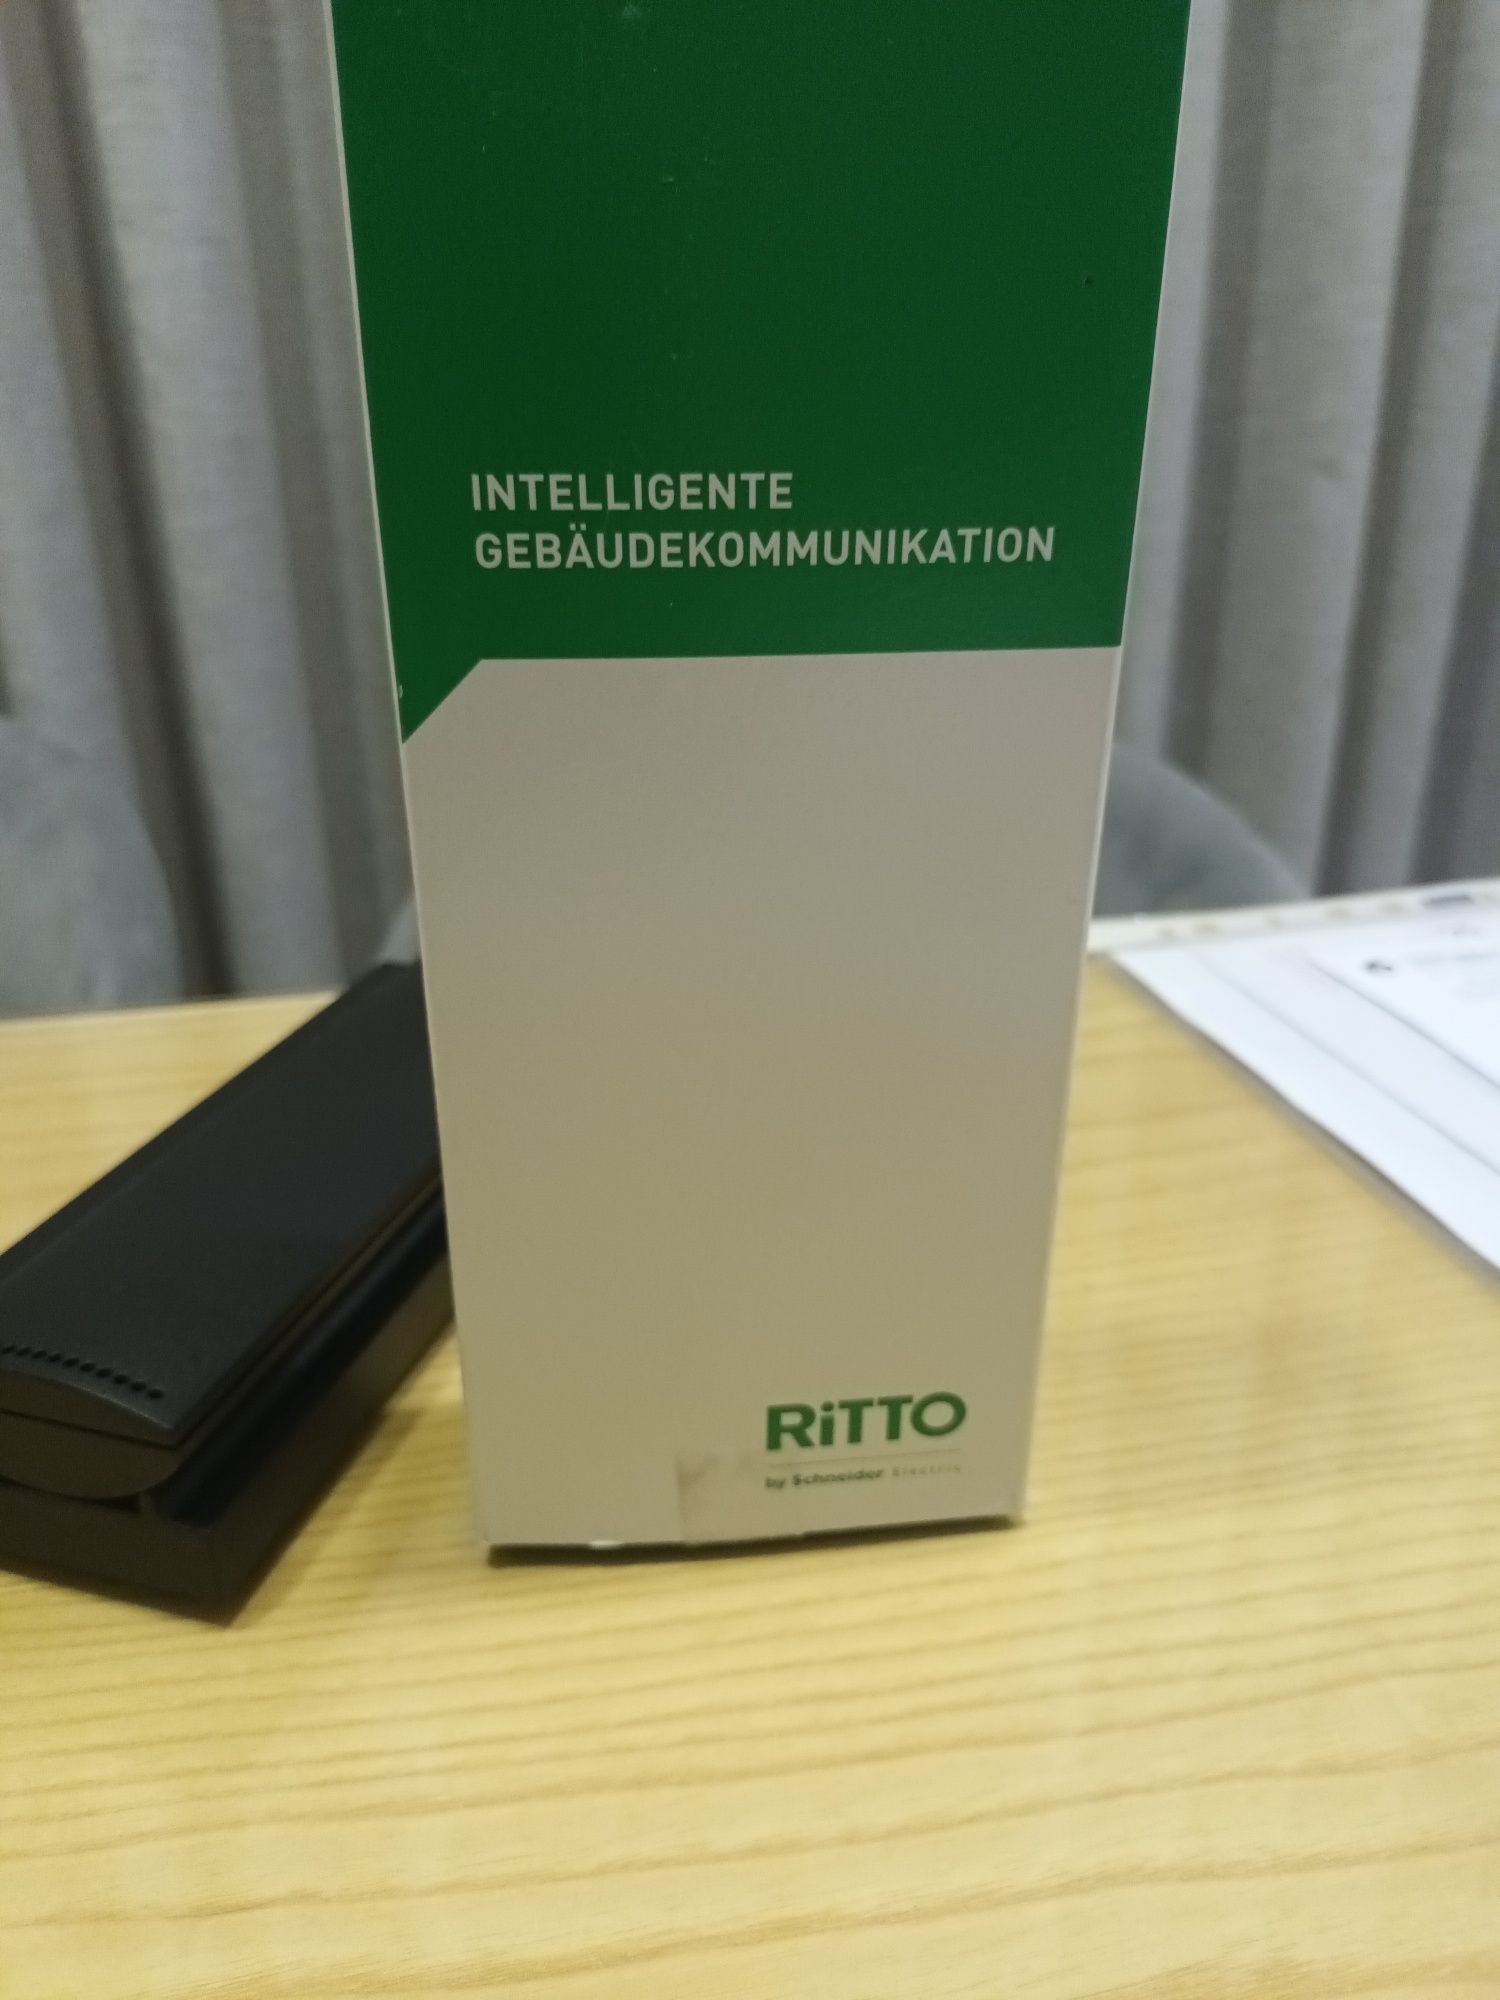 INTELLIGENTE
GEBÄUDEKOMMUNIKATION
RiTTO
by Schneider Electric